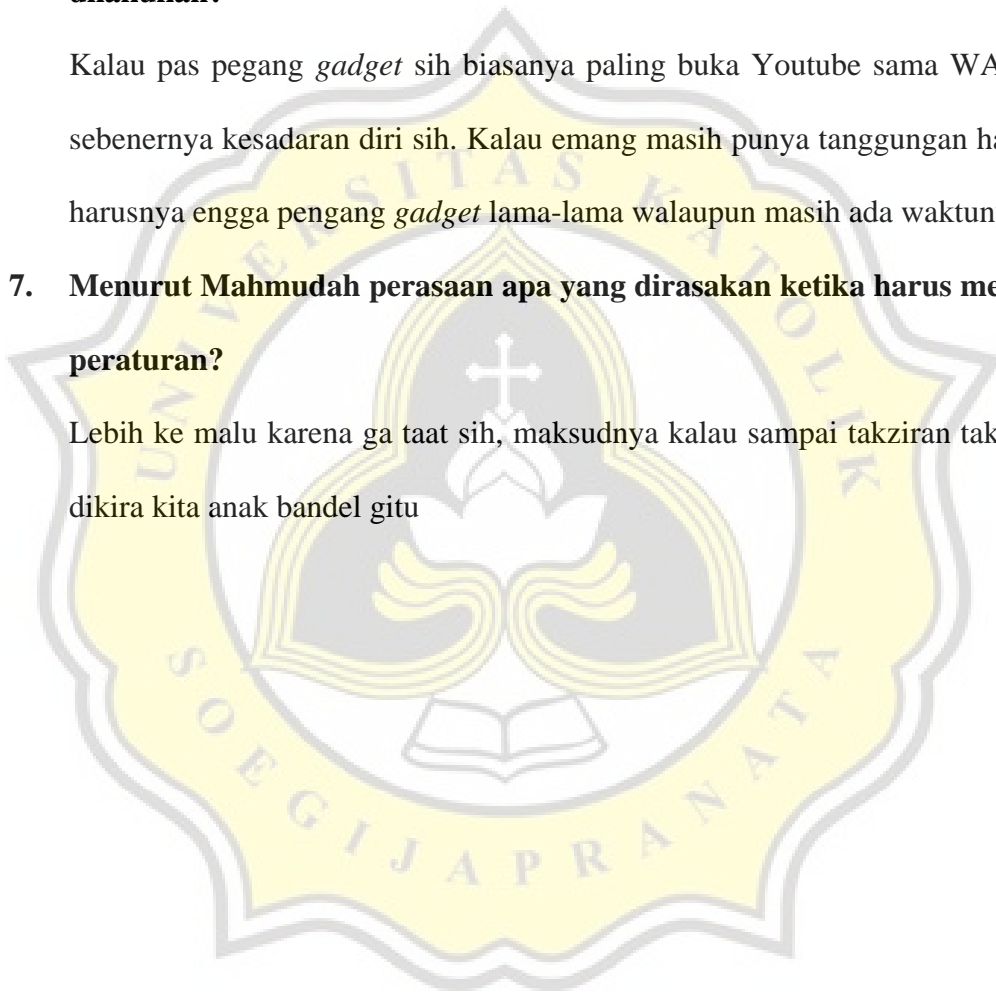 Kalau pas pegang gadget sih biasanya paling buka Youtube sama WA
sebenernya kesadaran diri sih. Kalau emang masih punya tanggungan ha
harusnya engga pengang gadget lama-lama walaupun masih ada waktun
7. Menurut Mahmudah perasaan apa yang dirasakan ketika harus me
peraturan?
Lebih ke malu karena ga taat sih, maksudnya kalau sampai takziran tak
dikira kita anak bandel gitu
UNIVERSITAS KATOLIK
SOEGIJAPRANATA